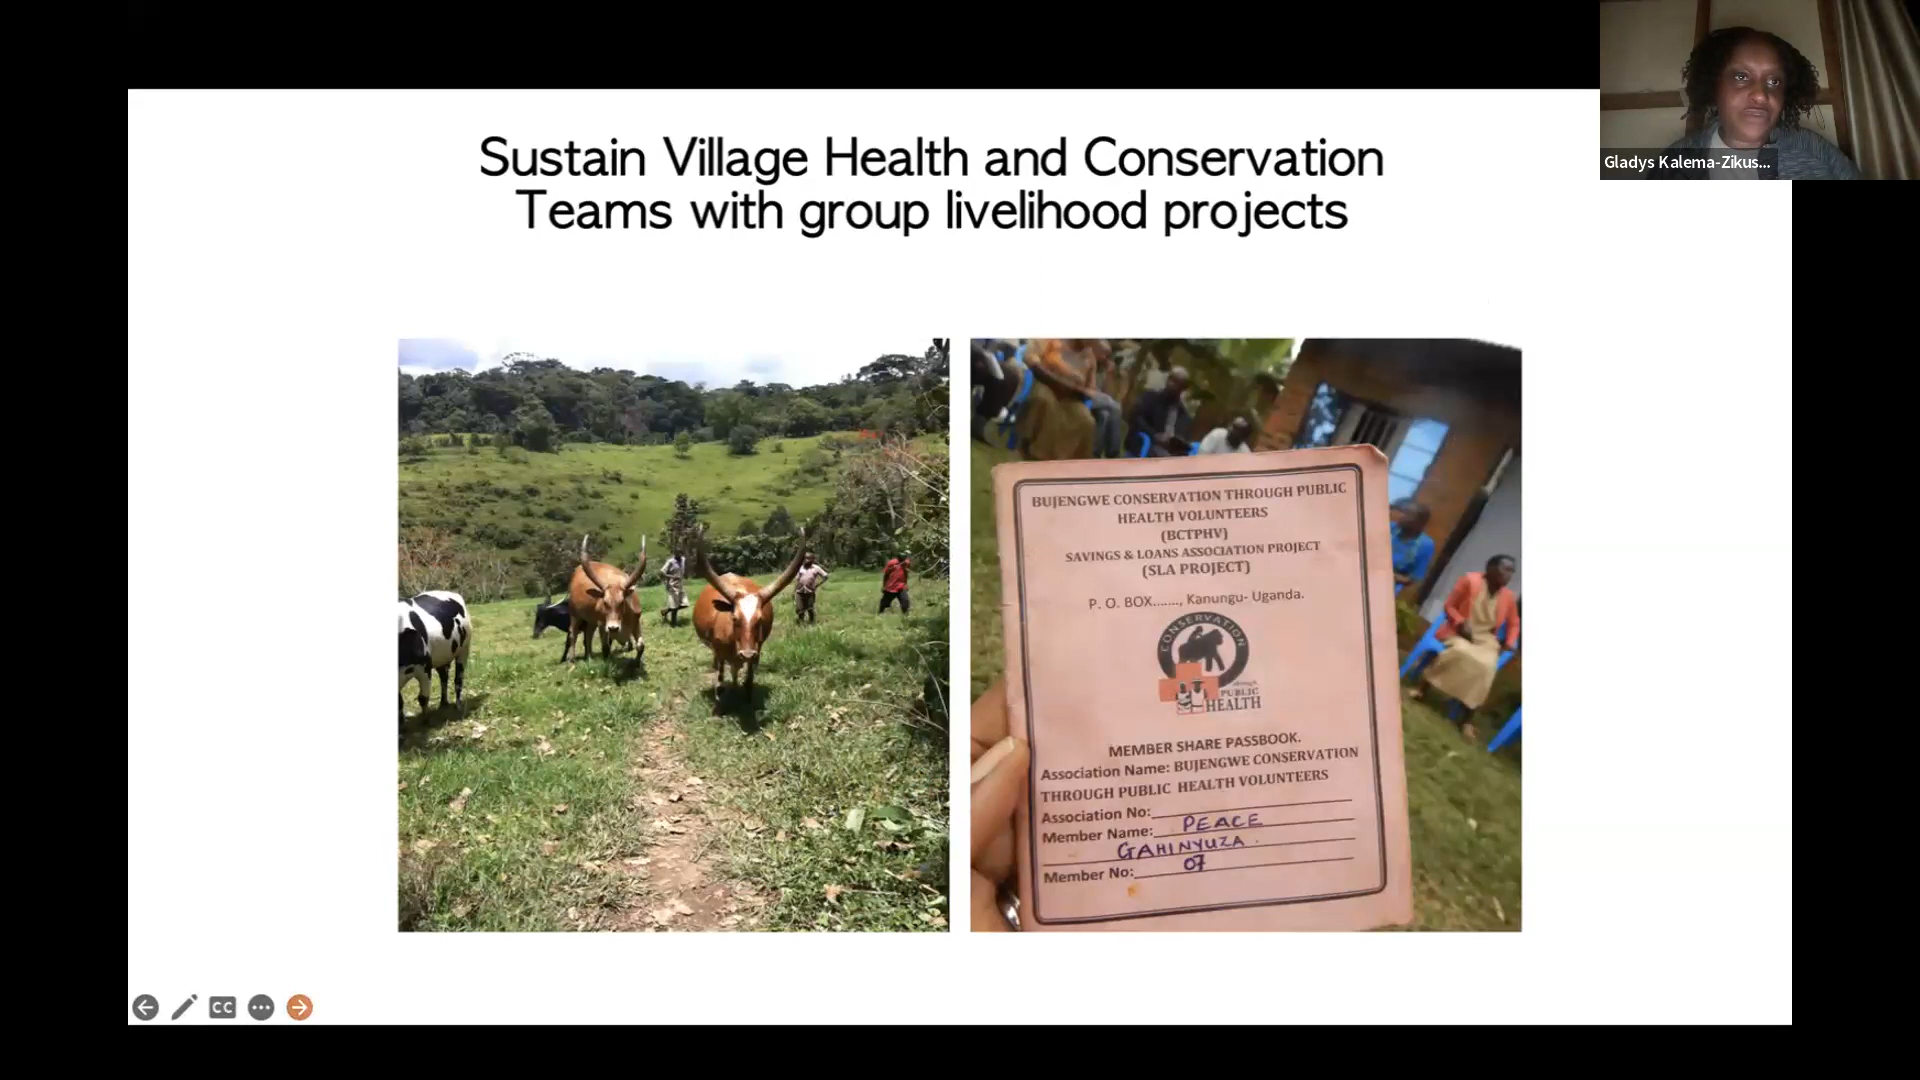 Sustain Village Health and Conservation
Teams with group livelihood projects
Gladys Kalema-Zikus...
BUJENGWE CONSERVATION THROUGH PUBLIC
HEALTH VOLUNTEERS
(BCTPHV)
SAVINGS & LOANS ASSOCIATION PROJECT
(SLA PROJECT)
P. O. BOX......., Kanungu- Uganda.
CONSERVATION
through
PUBLIC
HEALTH
MEMBER SHARE PASSBOOK.
Association Name: BUJENGWE CONSERVATION
THROUGH PUBLIC HEALTH VOLUNTEERS
Association No:
Member Name: PEACE
GAHINYUZA
Member No: 07
CC